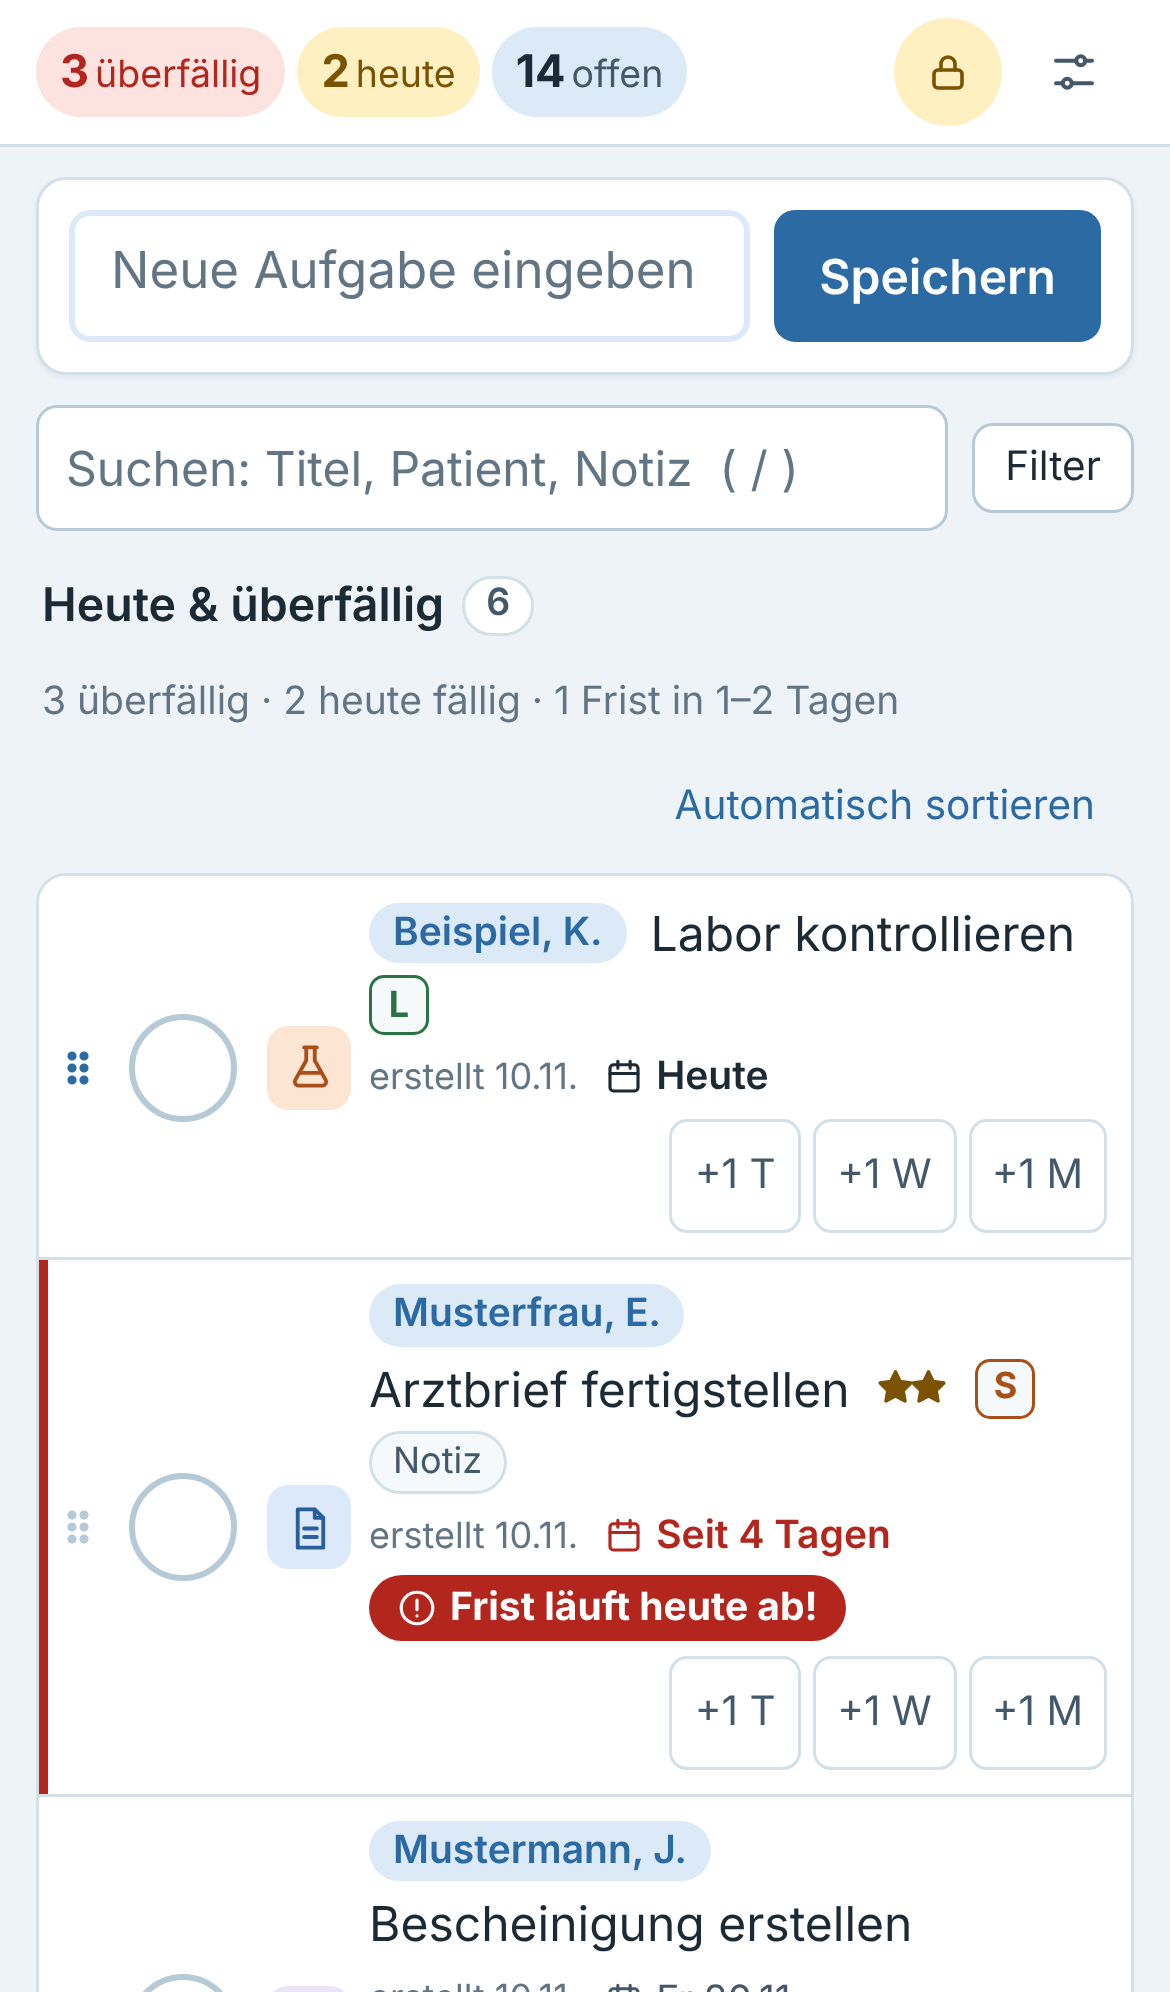 3 überfällig 2 heute 14 offen
Neue Aufgabe eingeben Speichern
Suchen: Titel, Patient, Notiz ( / ) Filter
Heute & überfällig 6
3 überfällig · 2 heute fällig · 1 Frist in 1–2 Tagen
Automatisch sortieren
Beispiel, K. Labor kontrollieren
L
erstellt 10.11. Heute
+1 T +1 W +1 M
Musterfrau, E.
Arztbrief fertigstellen S
Notiz
erstellt 10.11. Seit 4 Tagen
Frist läuft heute ab!
+1 T +1 W +1 M
Mustermann, J.
Bescheinigung erstellen
erstellt 10.11.